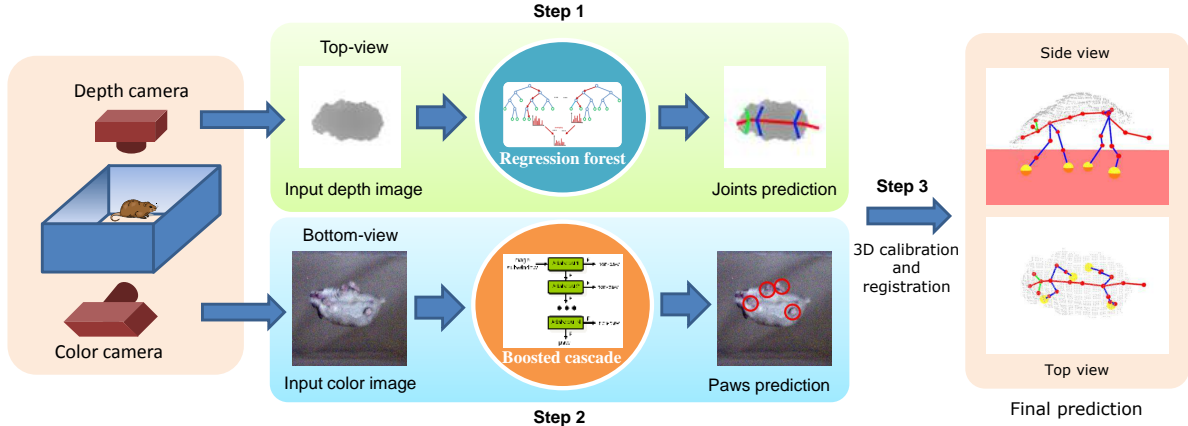 Step 1
Depth camera
Color camera
Top-view
Input depth image
Regression forest
Joints prediction
Bottom-view
Input color image
Boosted cascade
Paws prediction
Step 2
Step 3
3D calibration
and
registration
Side view
Top view
Final prediction